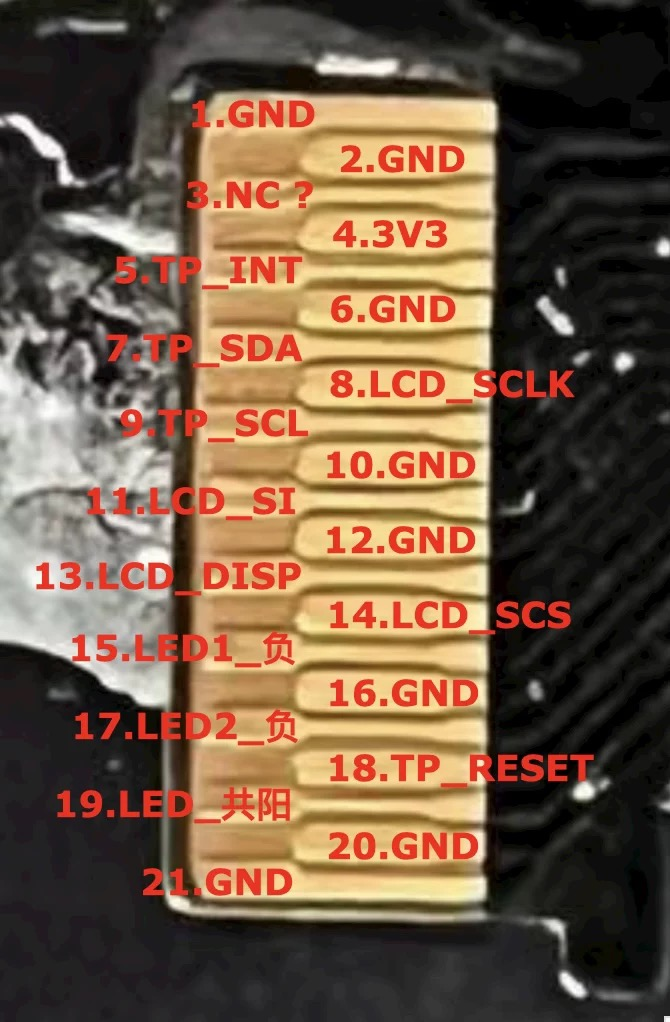 1.GND
2.GND
3.NC ?
4.3V3
5.TP_INT
6.GND
7.TP_SDA
8.LCD_SCLK
9.TP_SCL
10.GND
11.LCD_SI
12.GND
13.LCD_DISP
14.LCD_SCS
15.LED1_负
16.GND
17.LED2_负
18.TP_RESET
19.LED_共阳
20.GND
21.GND